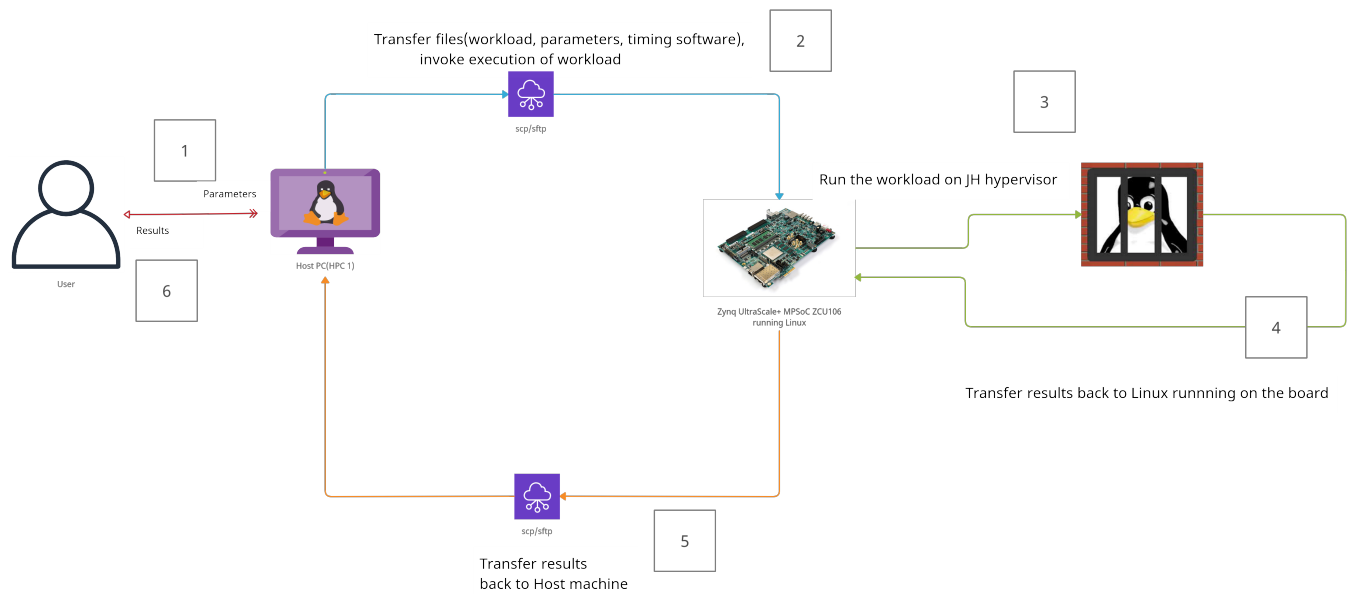 Transfer files(workload, parameters, timing software),
invoke execution of workload
2
scp/sftp
3
1
Parameters
Results
User
6
Host PC(HPC 1)
Run the workload on JH hypervisor
Zynq UltraScale+ MPSoC ZCU106
running Linux
4
Transfer results back to Linux runnning on the board
scp/sftp
5
Transfer results
back to Host machine